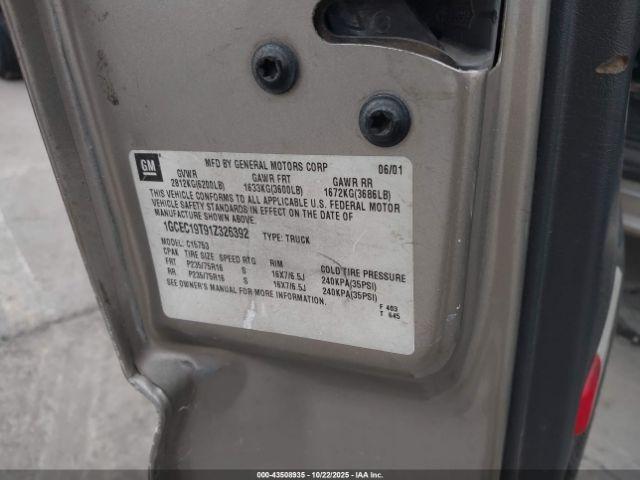 GM MFD BY GENERAL MOTORS CORP 06/01
GVWR GAWR FRT GAWR RR
2812KG(6200LB) 1633KG(3600LB) 1672KG(3686LB)
THIS VEHICLE CONFORMS TO ALL APPLICABLE U.S. FEDERAL MOTOR
VEHICLE SAFETY STANDARDS IN EFFECT ON THE DATE OF
MANUFACTURE SHOWN ABOVE.
1GCEC19T91Z326392 TYPE: TRUCK
MODEL: C15753
CPAK TIRE SIZE SPEED RTG RIM COLD TIRE PRESSURE
FRT P235/75R16 S 16X7/6.5J 240KPA(35PSI)
RR P235/75R16 S 16X7/6.5J 240KPA(35PSI)
SEE OWNER'S MANUAL FOR MORE INFORMATION.
F 403
T 645
000-43508935 - 10/22/2025 - IAAI.COM